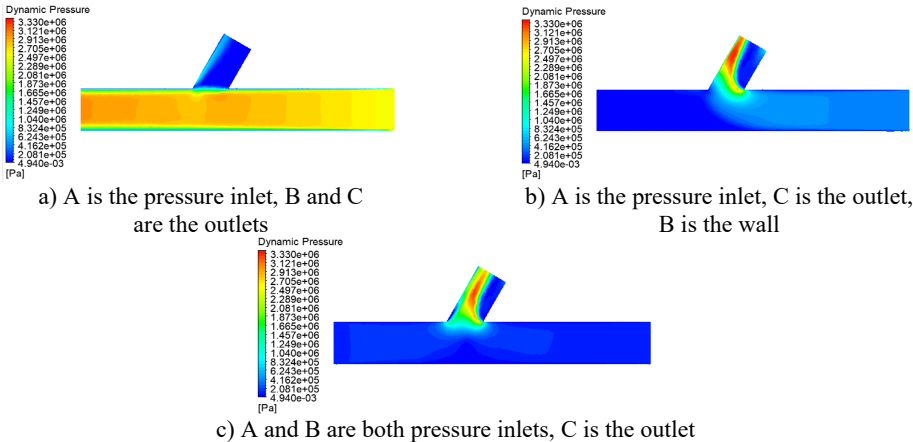 Dynamic Pressure
3.330e+06
3.121e+06
2.913e+06
2.705e+06
2.497e+06
2.289e+06
2.081e+06
1.873e+06
1.665e+06
1.457e+06
1.249e+06
1.040e+06
8.324e+05
6.243e+05
4.162e+05
2.081e+05
4.940e-03
[Pa]
a) A is the pressure inlet, B and C
are the outlets
Dynamic Pressure
3.330e+06
3.121e+06
2.913e+06
2.705e+06
2.497e+06
2.289e+06
2.081e+06
1.873e+06
1.665e+06
1.457e+06
1.249e+06
1.040e+06
8.324e+05
6.243e+05
4.162e+05
2.081e+05
4.940e-03
[Pa]
b) A is the pressure inlet, C is the outlet,
B is the wall
Dynamic Pressure
3.330e+06
3.121e+06
2.913e+06
2.705e+06
2.497e+06
2.289e+06
2.081e+06
1.873e+06
1.665e+06
1.457e+06
1.249e+06
1.040e+06
8.324e+05
6.243e+05
4.162e+05
2.081e+05
4.940e-03
[Pa]
c) A and B are both pressure inlets, C is the outlet